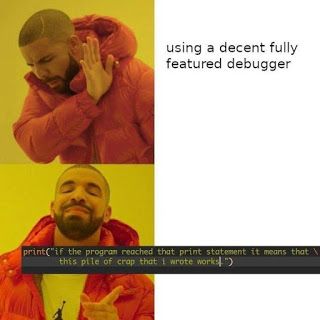 using a decent fully
featured debugger
print("if the program reached that print statement it means that \
this pile of crap that i wrote works.")